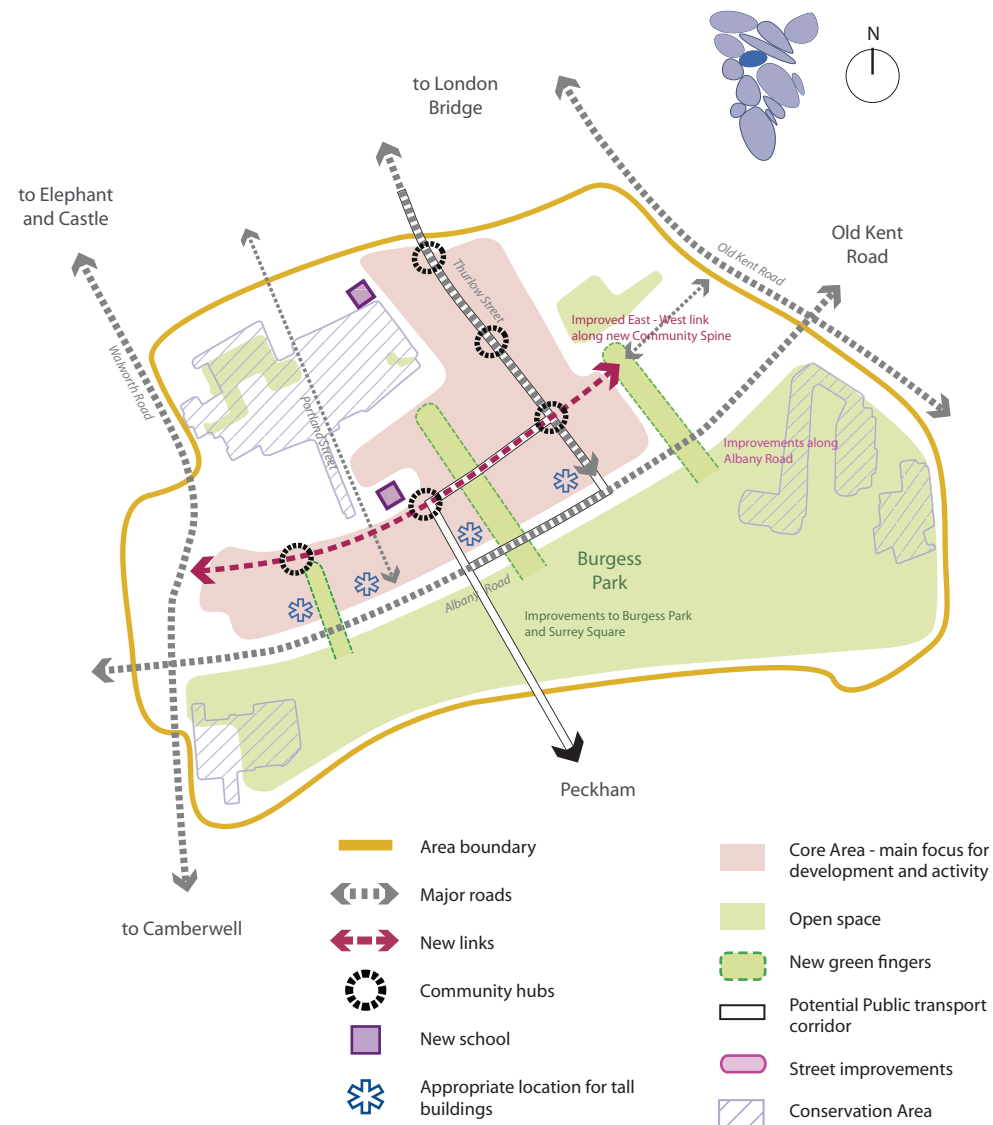 N
to London
Bridge
to Elephant
and Castle
Old Kent
Road
Old Kent Road
Thurlow Street
Improved East - West link
along new Community Spine
Walworth Road
Portland Street
Improvements along
Albany Road
Burgess
Park
Albany Road
Improvements to Burgess Park
and Surrey Square
Peckham
to Camberwell
Area boundary
Major roads
New links
Community hubs
New school
Appropriate location for tall
buildings
Core Area - main focus for
development and activity
Open space
New green fingers
Potential Public transport
corridor
Street improvements
Conservation Area